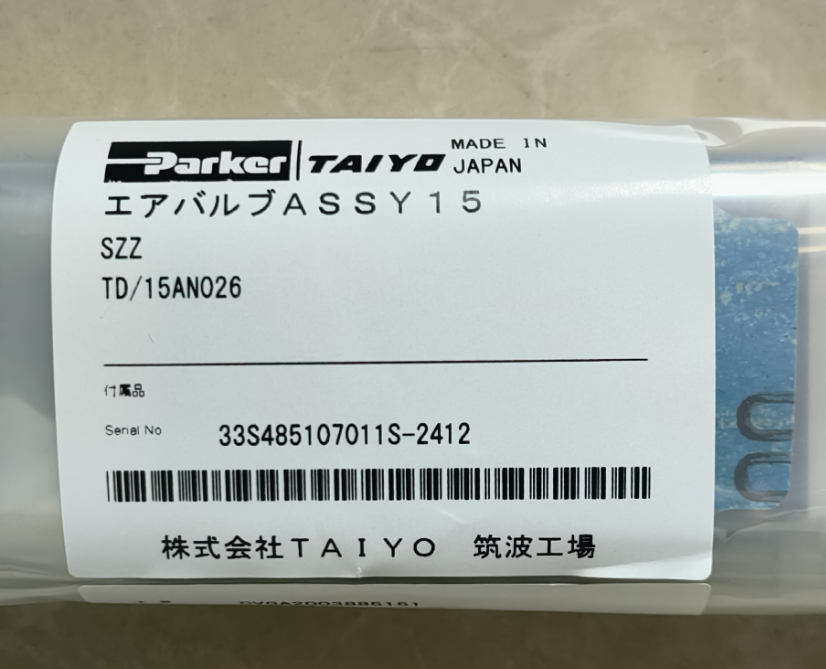 Parker TAIYO MADE IN
JAPAN
エアバルブASSY15
SZZ
TD/15AN026
付属品
Serial No 33S485107011S-2412
株式会社TAIYO 筑波工場